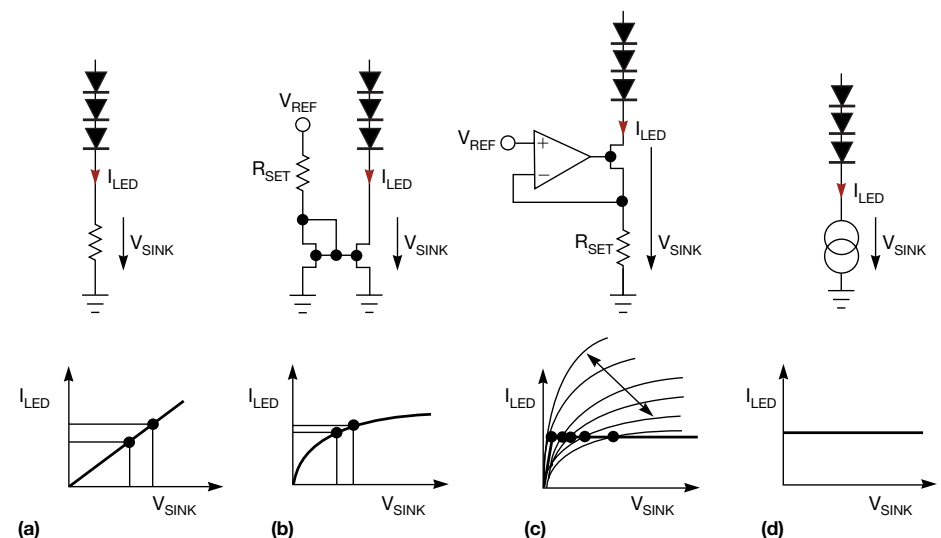 I_LED
V_SINK
V_REF
R_SET
I_LED
V_SINK
V_REF
+
−
I_LED
R_SET
V_SINK
I_LED
V_SINK
I_LED
V_SINK
(a)
I_LED
V_SINK
(b)
I_LED
V_SINK
(c)
I_LED
V_SINK
(d)